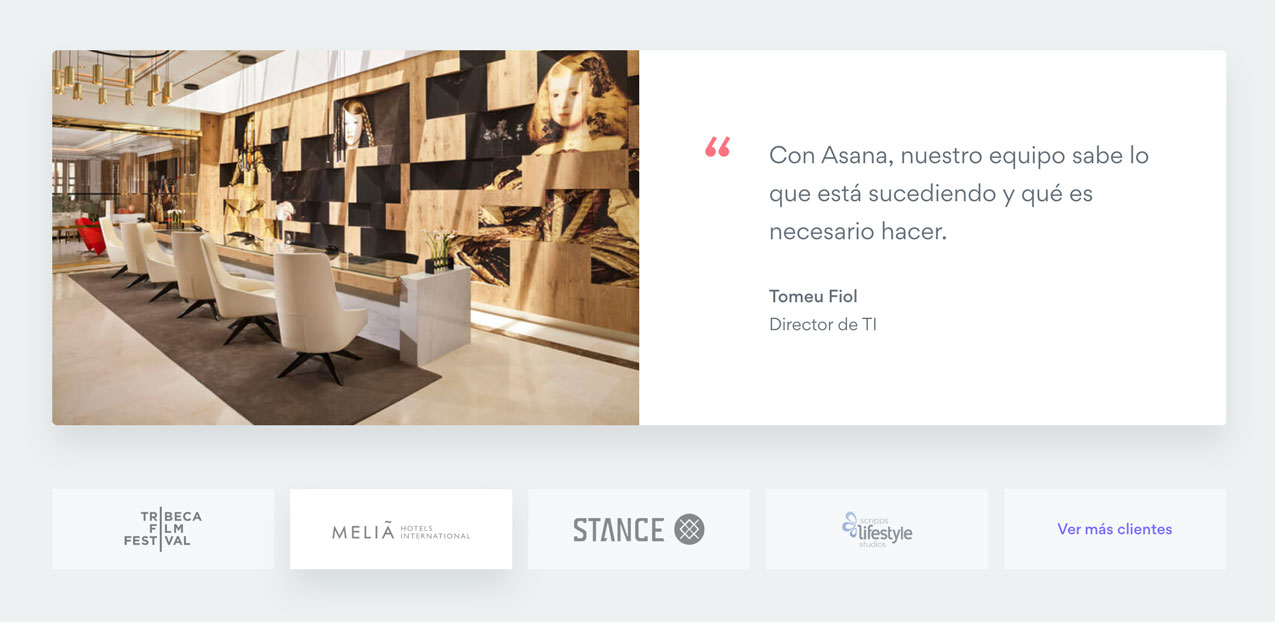 “
Con Asana, nuestro equipo sabe lo
que está sucediendo y qué es
necesario hacer.
Tomeu Fiol
Director de TI
TRIBECA
FILM
FESTIVAL
MELIÃ HOTELS
INTERNATIONAL
STANCE
scripps
lifestyle
studios
Ver más clientes